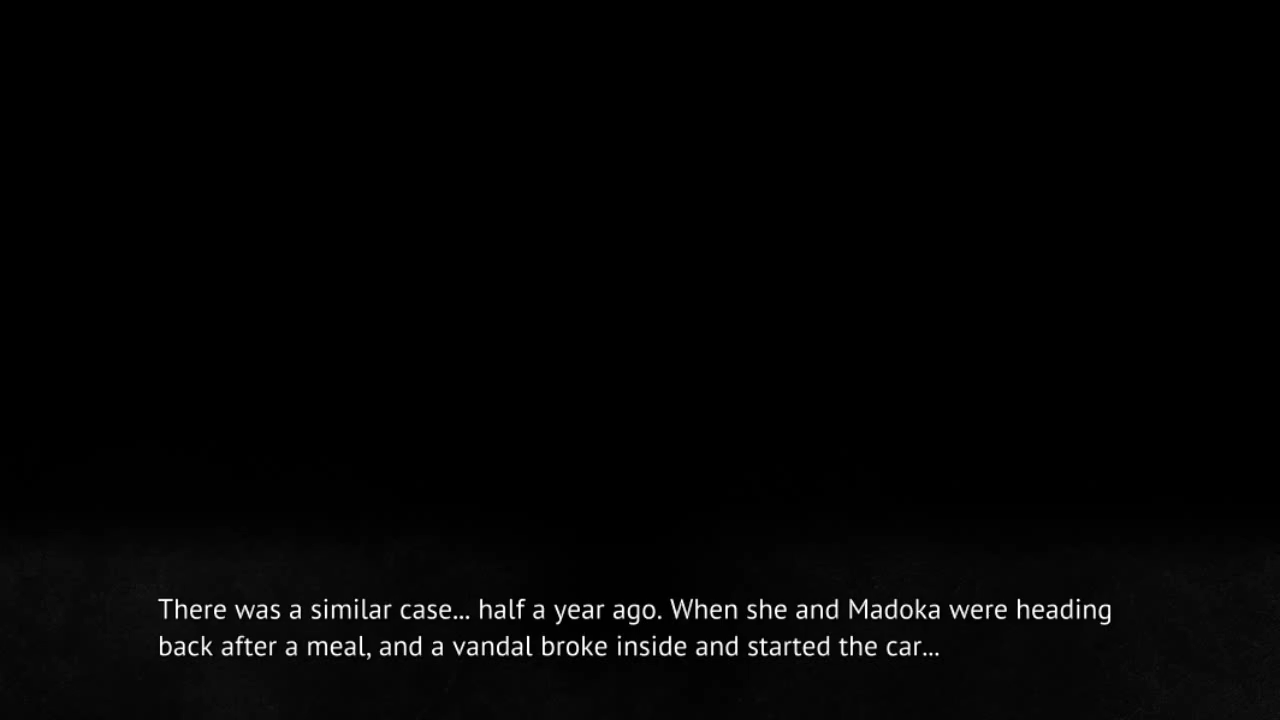 There was a similar case... half a year ago. When she and Madoka were heading
back after a meal, and a vandal broke inside and started the car...